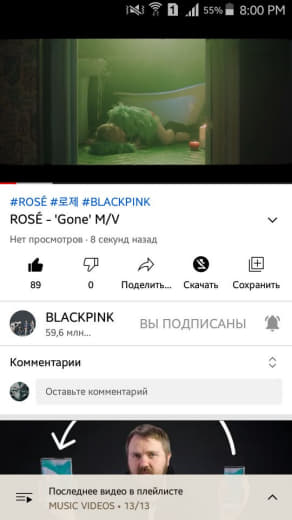 1 55% 8:00 PM
#ROSÉ #로제 #BLACKPINK
ROSÉ – 'Gone' M/V
Нет просмотров · 8 секунд назад
89 0 Поделить... Скачать Сохранить
BLACKPINK
59,6 млн...
ВЫ ПОДПИСАНЫ
Комментарии
Оставьте комментарий
Последнее видео в плейлисте
MUSIC VIDEOS • 13/13